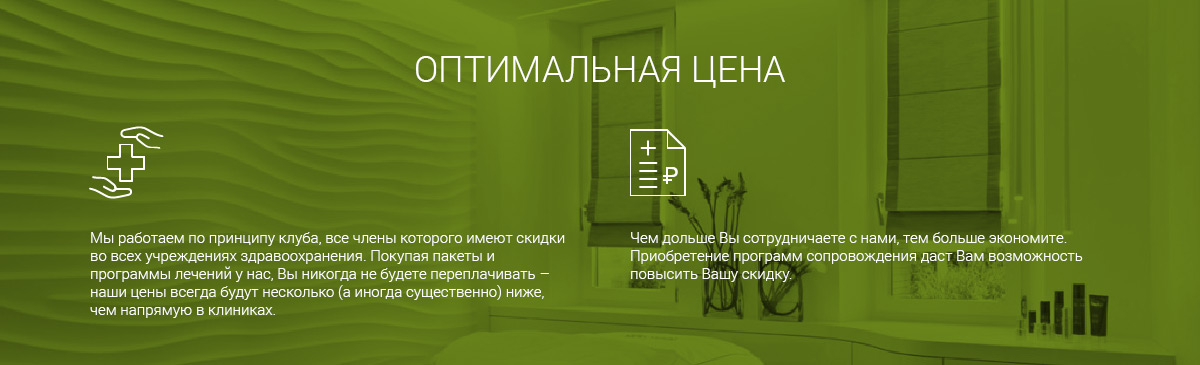 ОПТИМАЛЬНАЯ ЦЕНА
Мы работаем по принципу клуба, все члены которого имеют скидки
во всех учреждениях здравоохранения. Покупая пакеты и
программы лечений у нас, Вы никогда не будете переплачивать –
наши цены всегда будут несколько (а иногда существенно) ниже,
чем напрямую в клиниках.
Чем дольше Вы сотрудничаете с нами, тем больше экономите.
Приобретение программ сопровождения даст Вам возможность
повысить Вашу скидку.